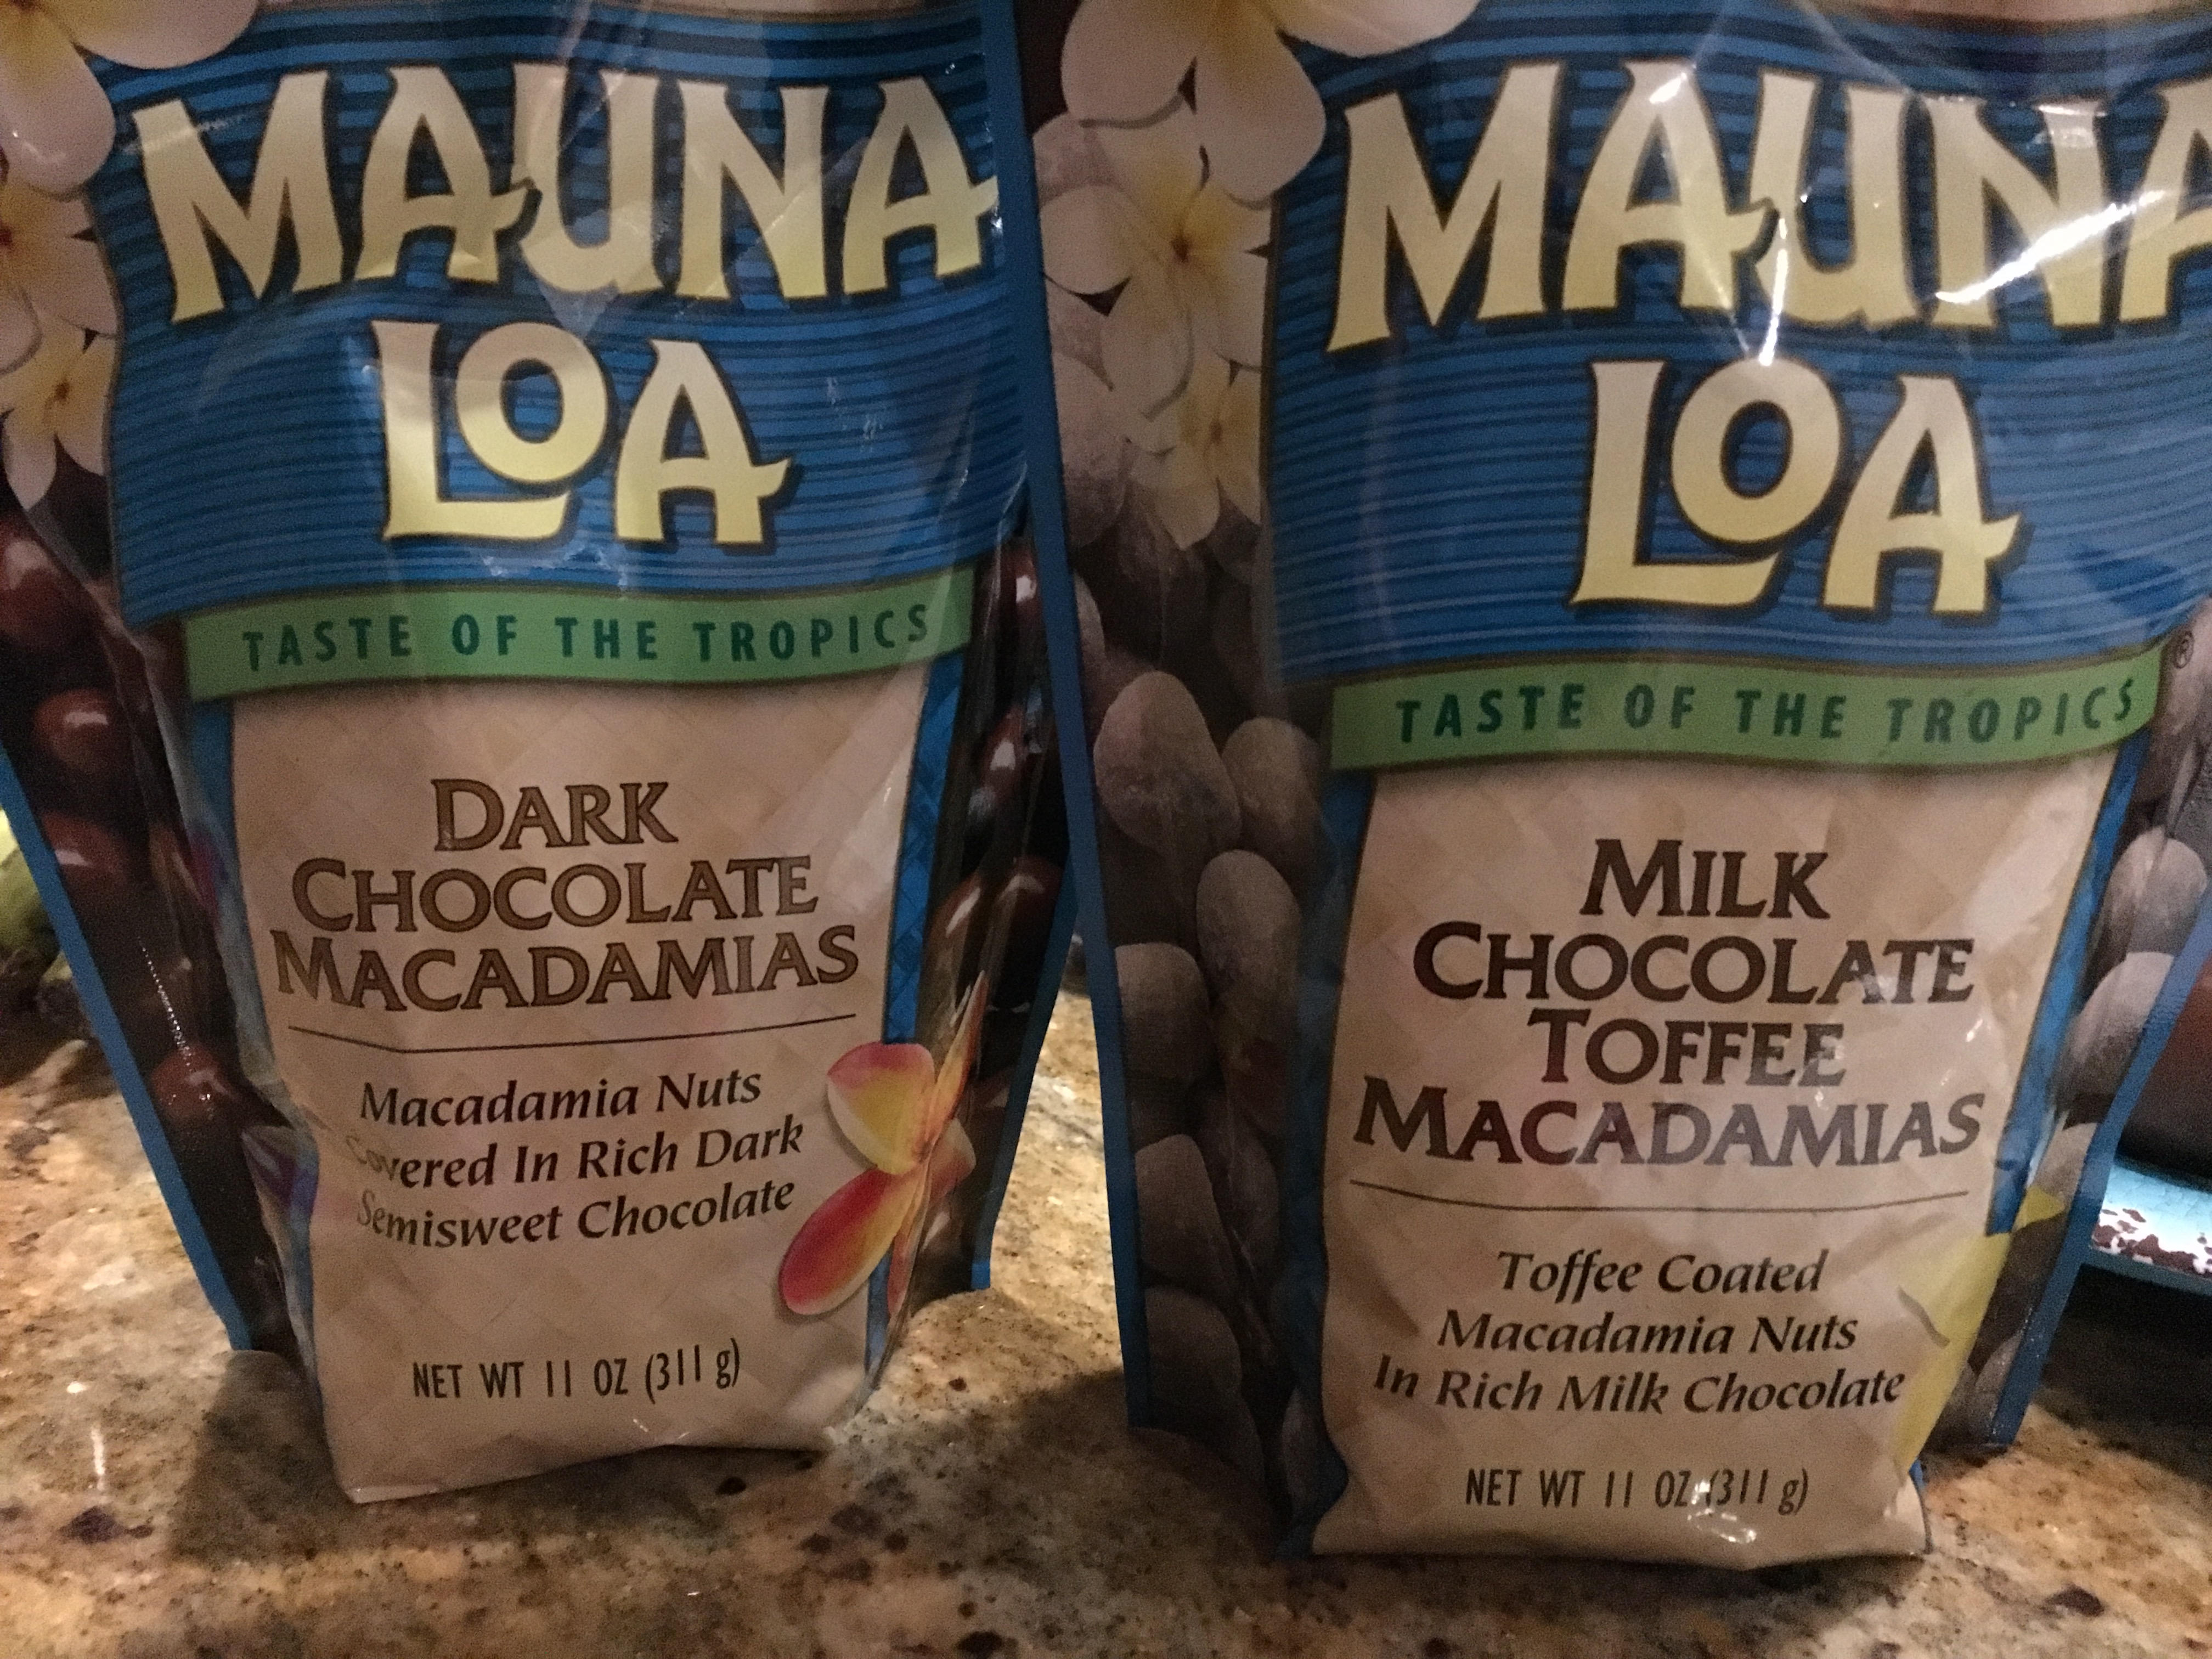 MAUNA
LOA
TASTE OF THE TROPICS
DARK
CHOCOLATE
MACADAMIAS
Macadamia Nuts
Covered In Rich Dark
Semisweet Chocolate
NET WT 11 OZ (311 g)
MAUNA
LOA
®
TASTE OF THE TROPICS
MILK
CHOCOLATE
TOFFEE
MACADAMIAS
Toffee Coated
Macadamia Nuts
In Rich Milk Chocolate
NET WT 11 OZ (311 g)